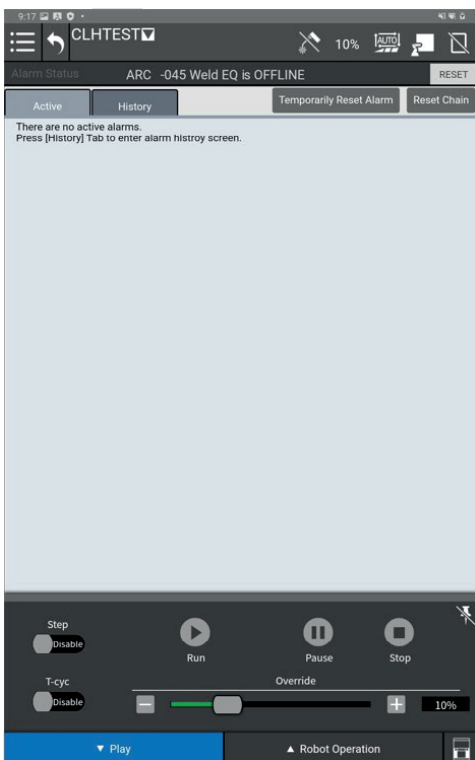 9:17
CLHTEST
10%
AUTO
Alarm Status
ARC -045 Weld EQ is OFFLINE
RESET
Active
History
Temporarily Reset Alarm
Reset Chain
There are no active alarms.
Press [History] Tab to enter alarm histroy screen.
Step
Disable
Run
Pause
Stop
T-cyc
Disable
Override
10%
▼ Play
▲ Robot Operation